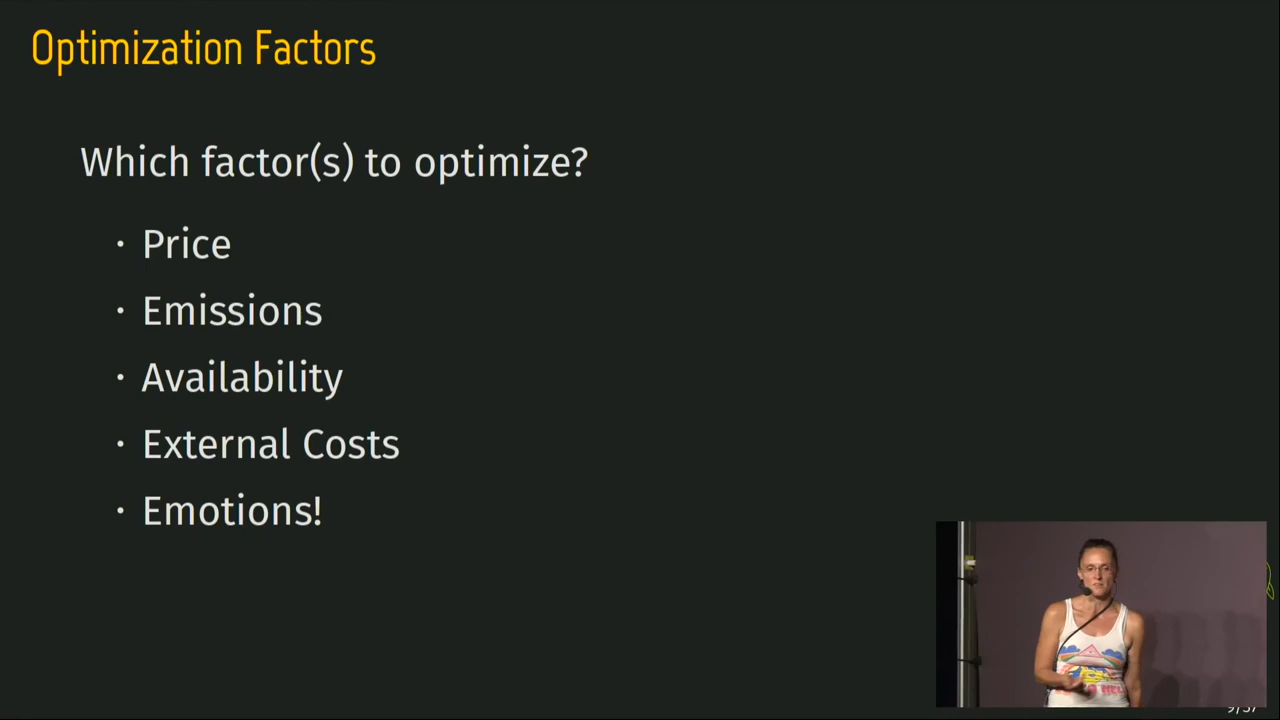 Optimization Factors
Which factor(s) to optimize?
· Price
· Emissions
· Availability
· External Costs
· Emotions!